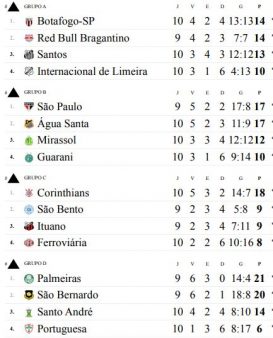 GRUPO A J V E D G P
1. Botafogo-SP 10 4 2 4 13:13 14
2. Red Bull Bragantino 9 4 2 3 7:7 14
3. Santos 10 3 4 3 12:12 13
4. Internacional de Limeira 10 3 1 6 4:13 10
GRUPO B J V E D G P
1. São Paulo 9 5 2 2 17:8 17
2. Água Santa 10 5 2 3 11:9 17
3. Mirassol 10 3 3 4 12:12 12
4. Guarani 10 3 1 6 9:14 10
GRUPO C J V E D G P
1. Corinthians 10 5 3 2 14:7 18
2. São Bento 9 2 3 4 5:8 9
3. Ituano 9 2 3 4 7:11 9
4. Ferroviária 10 2 2 6 10:16 8
GRUPO D J V E D G P
1. Palmeiras 9 6 3 0 14:4 21
2. São Bernardo 9 6 2 1 18:8 20
3. Santo André 10 4 2 4 8:10 14
4. Portuguesa 10 1 3 6 8:17 6